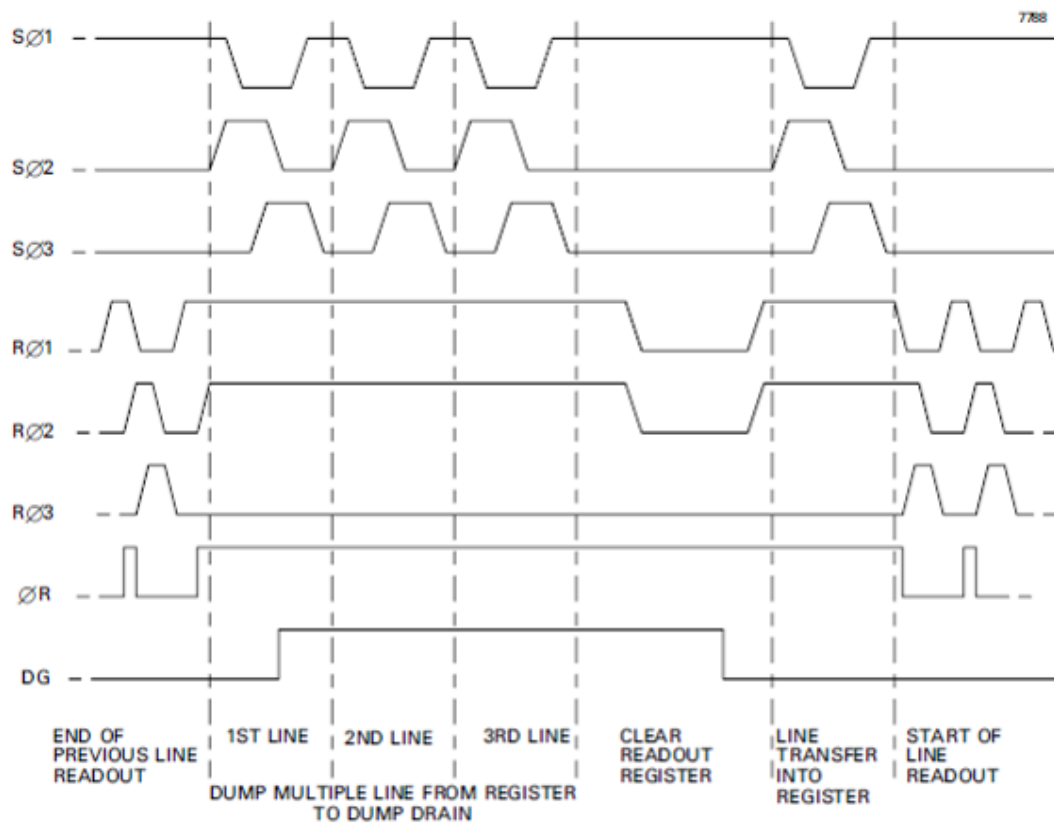 7788
SØ1
SØ2
SØ3
RØ1
RØ2
RØ3
ØR
DG
END OF
PREVIOUS LINE
READOUT
1ST LINE
2ND LINE
3RD LINE
DUMP MULTIPLE LINE FROM REGISTER
TO DUMP DRAIN
CLEAR
READOUT
REGISTER
LINE
TRANSFER
INTO
REGISTER
START OF
LINE
READOUT